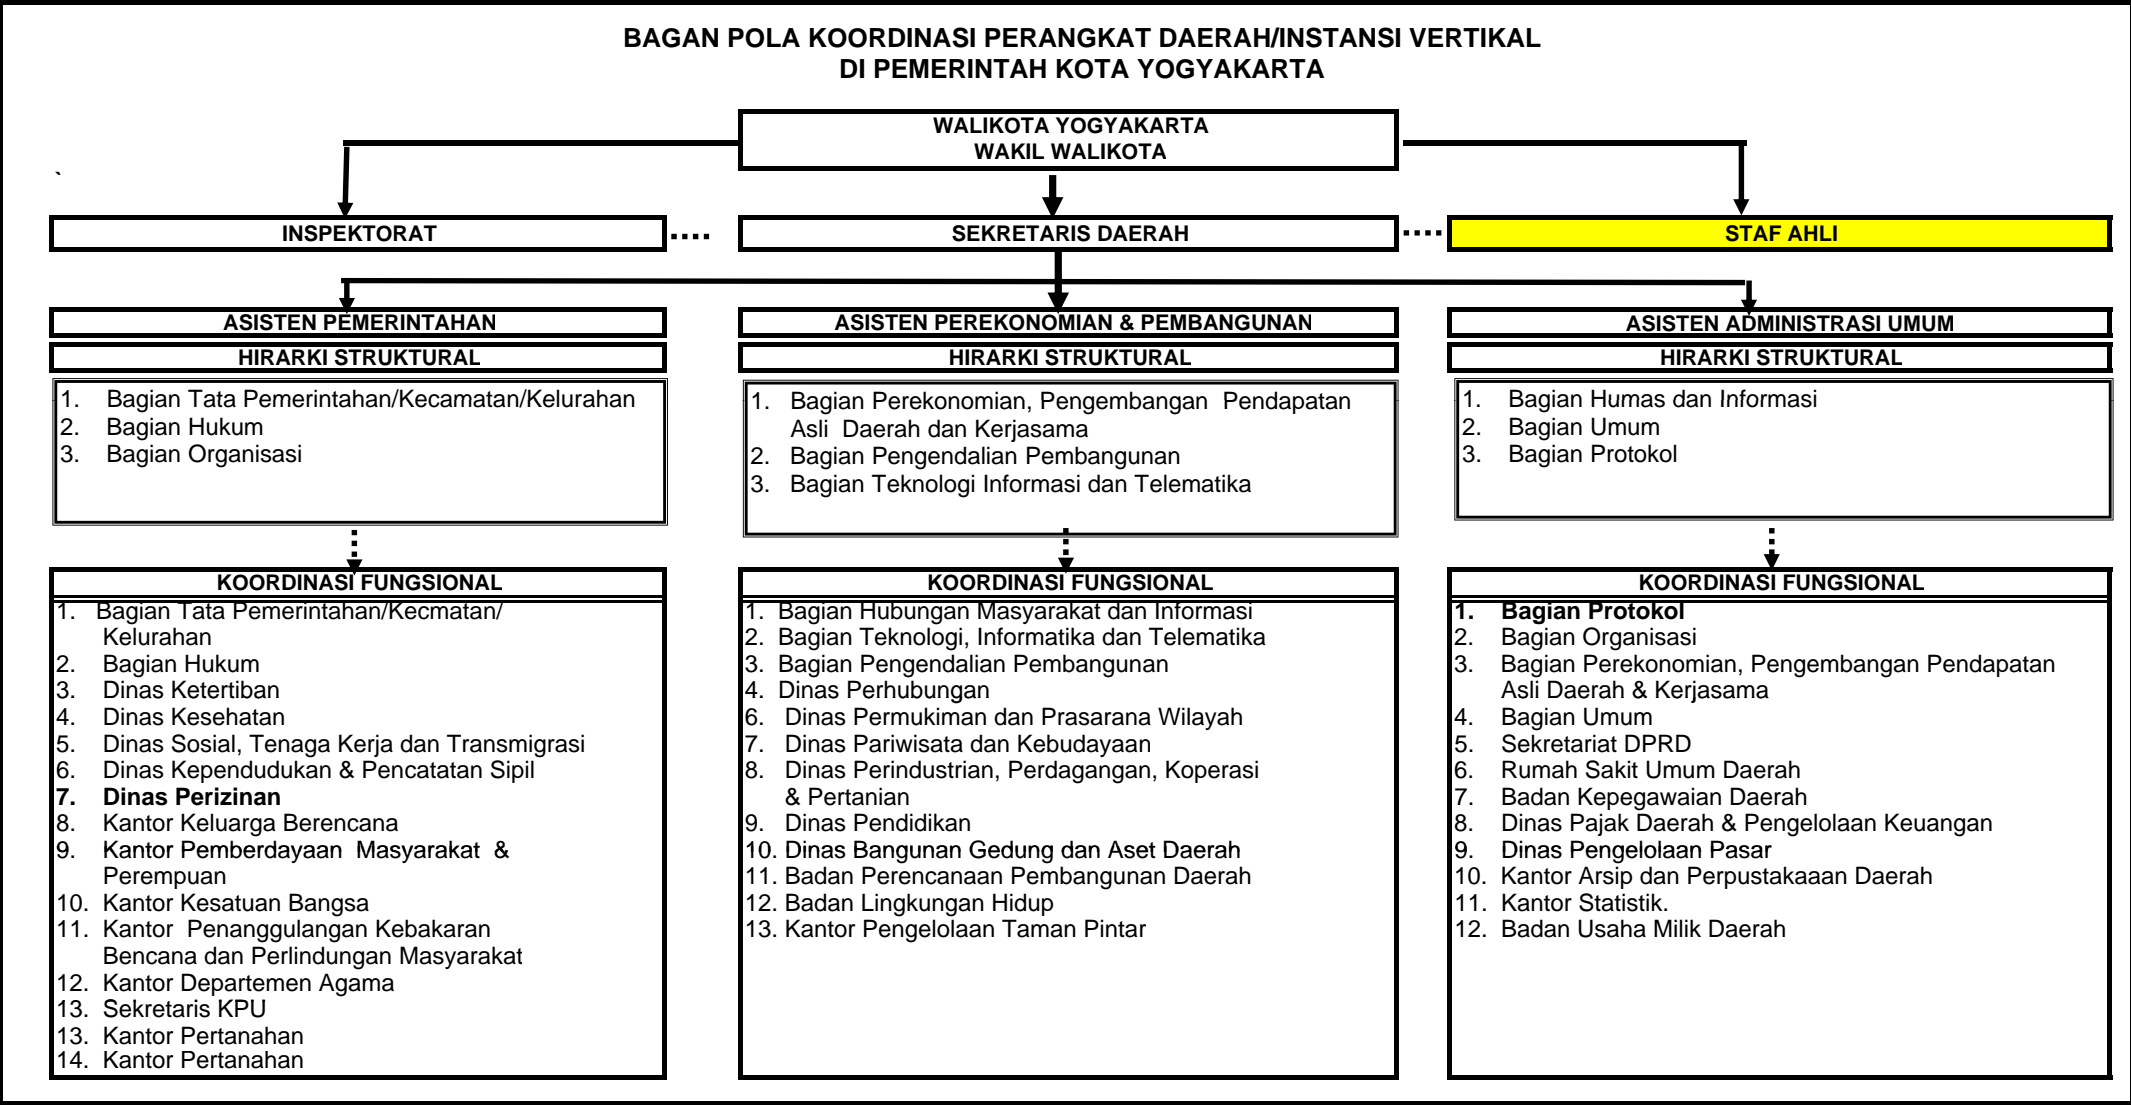 BAGAN POLA KOORDINASI PERANGKAT DAERAH/INSTANSI VERTIKAL
DI PEMERINTAH KOTA YOGYAKARTA
WALIKOTA YOGYAKARTA
WAKIL WALIKOTA
`
INSPEKTORAT
SEKRETARIS DAERAH
STAF AHLI
ASISTEN PEMERINTAHAN
HIRARKI STRUKTURAL
1. Bagian Tata Pemerintahan/Kecamatan/Kelurahan
2. Bagian Hukum
3. Bagian Organisasi
KOORDINASI FUNGSIONAL
1. Bagian Tata Pemerintahan/Kecmatan/
Kelurahan
2. Bagian Hukum
3. Dinas Ketertiban
4. Dinas Kesehatan
5. Dinas Sosial, Tenaga Kerja dan Transmigrasi
6. Dinas Kependudukan & Pencatatan Sipil
7. Dinas Perizinan
8. Kantor Keluarga Berencana
9. Kantor Pemberdayaan Masyarakat &
Perempuan
10. Kantor Kesatuan Bangsa
11. Kantor Penanggulangan Kebakaran
Bencana dan Perlindungan Masyarakat
12. Kantor Departemen Agama
13. Sekretaris KPU
13. Kantor Pertanahan
14. Kantor Pertanahan
ASISTEN PEREKONOMIAN & PEMBANGUNAN
HIRARKI STRUKTURAL
1. Bagian Perekonomian, Pengembangan Pendapatan
Asli Daerah dan Kerjasama
2. Bagian Pengendalian Pembangunan
3. Bagian Teknologi Informasi dan Telematika
KOORDINASI FUNGSIONAL
1. Bagian Hubungan Masyarakat dan Informasi
2. Bagian Teknologi, Informatika dan Telematika
3. Bagian Pengendalian Pembangunan
4. Dinas Perhubungan
6. Dinas Permukiman dan Prasarana Wilayah
7. Dinas Pariwisata dan Kebudayaan
8. Dinas Perindustrian, Perdagangan, Koperasi
& Pertanian
9. Dinas Pendidikan
10. Dinas Bangunan Gedung dan Aset Daerah
11. Badan Perencanaan Pembangunan Daerah
12. Badan Lingkungan Hidup
13. Kantor Pengelolaan Taman Pintar
ASISTEN ADMINISTRASI UMUM
HIRARKI STRUKTURAL
1. Bagian Humas dan Informasi
2. Bagian Umum
3. Bagian Protokol
KOORDINASI FUNGSIONAL
1. Bagian Protokol
2. Bagian Organisasi
3. Bagian Perekonomian, Pengembangan Pendapatan
Asli Daerah & Kerjasama
4. Bagian Umum
5. Sekretariat DPRD
6. Rumah Sakit Umum Daerah
7. Badan Kepegawaian Daerah
8. Dinas Pajak Daerah & Pengelolaan Keuangan
9. Dinas Pengelolaan Pasar
10. Kantor Arsip dan Perpustakaaan Daerah
11. Kantor Statistik.
12. Badan Usaha Milik Daerah